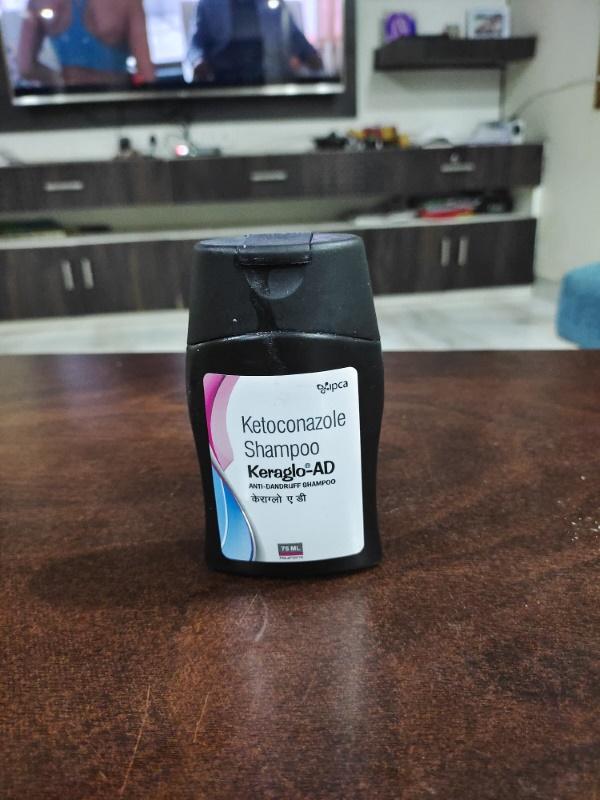 ipca
Ketoconazole
Shampoo
Keraglo®-AD
ANTI-DANDRUFF SHAMPOO
केराग्लो ए डी
75 ML